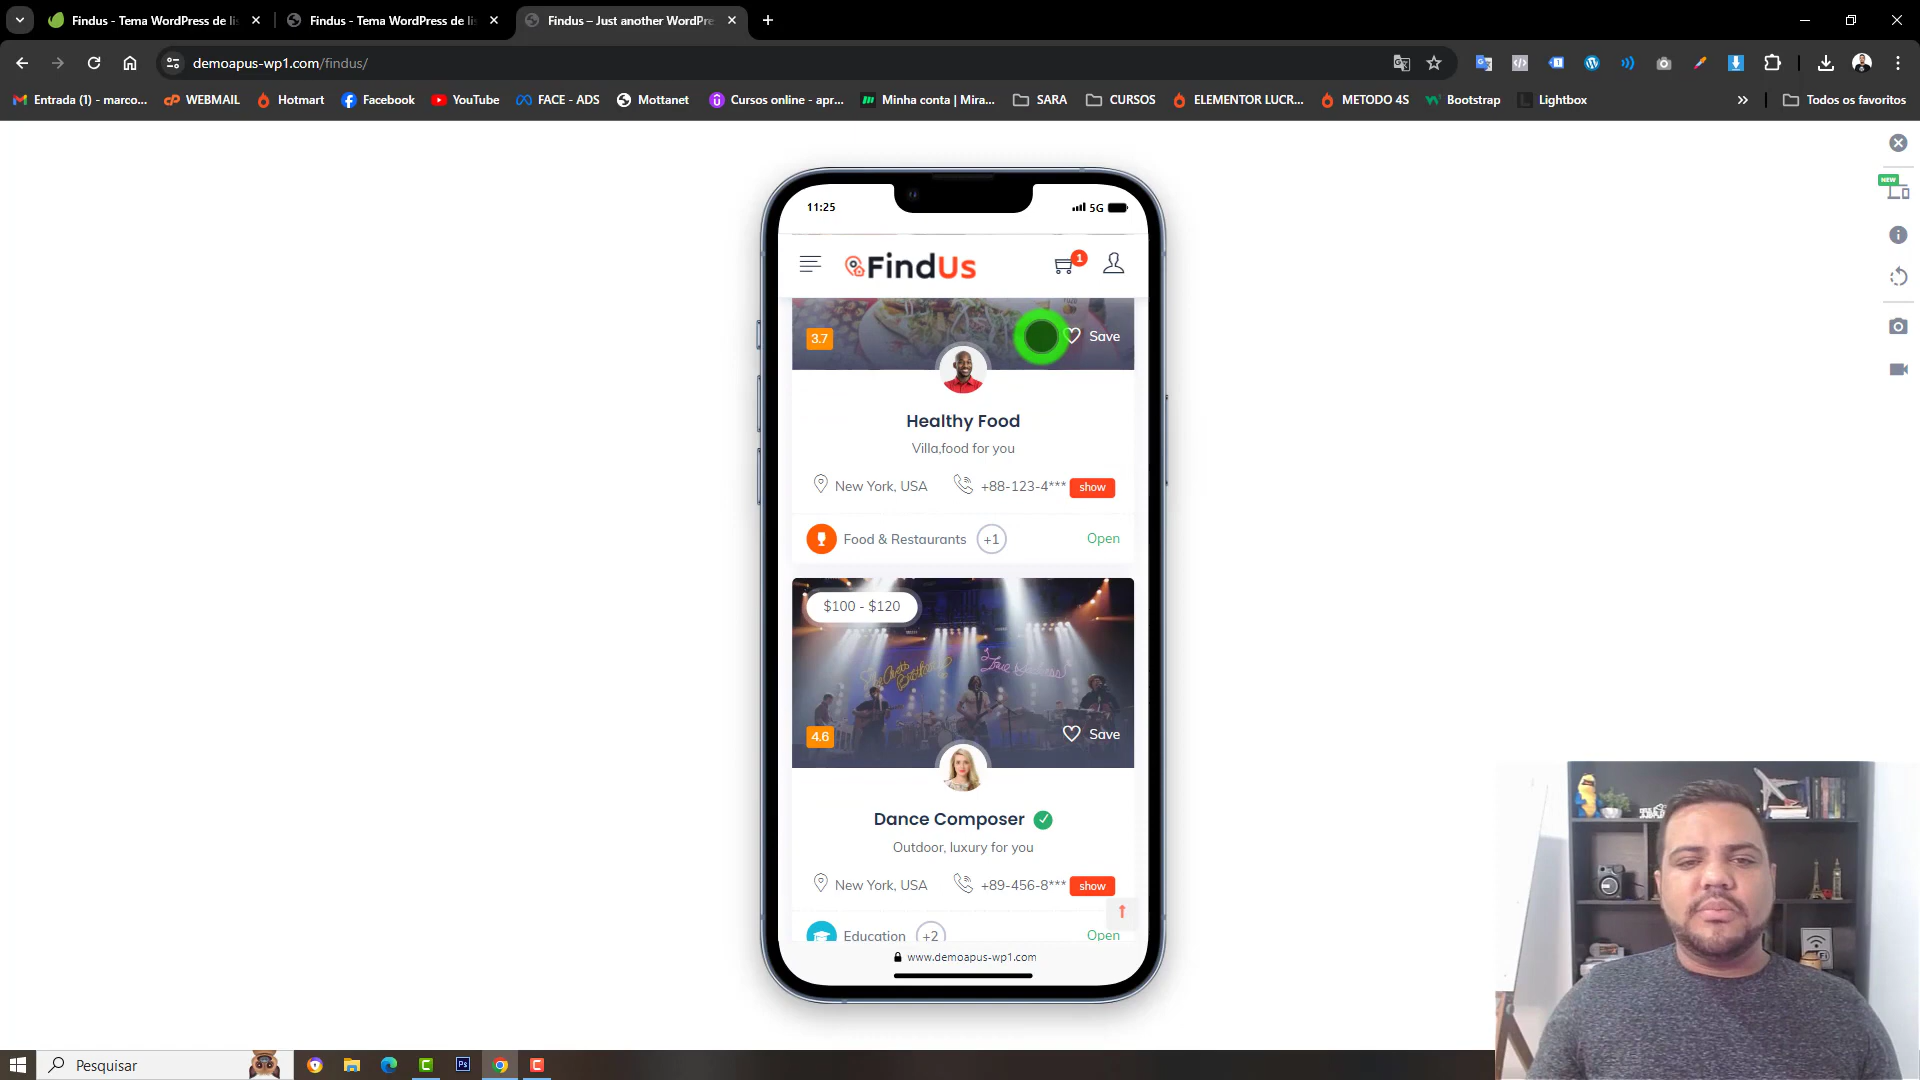 Findus - Tema WordPress de li
Findus - Tema WordPress de li
Findus – Just another WordPre
demoapus-wp1.com/findus/
Entrada (1) - marco...
WEBMAIL
Hotmart
Facebook
YouTube
FACE - ADS
Mottanet
Cursos online - apr...
Minha conta | Mira...
SARA
CURSOS
ELEMENTOR LUCR...
METODO 4S
Bootstrap
Lightbox
Todos os favoritos
NEW
11:25
5G
FindUs
1
3.7
Save
Healthy Food
Villa,food for you
New York, USA
+88-123-4***
show
Food & Restaurants
+1
Open
$100 - $120
4.6
Save
Dance Composer
Outdoor, luxury for you
New York, USA
+89-456-8***
show
Education
+2
Open
www.demoapus-wp1.com
Pesquisar
Ps